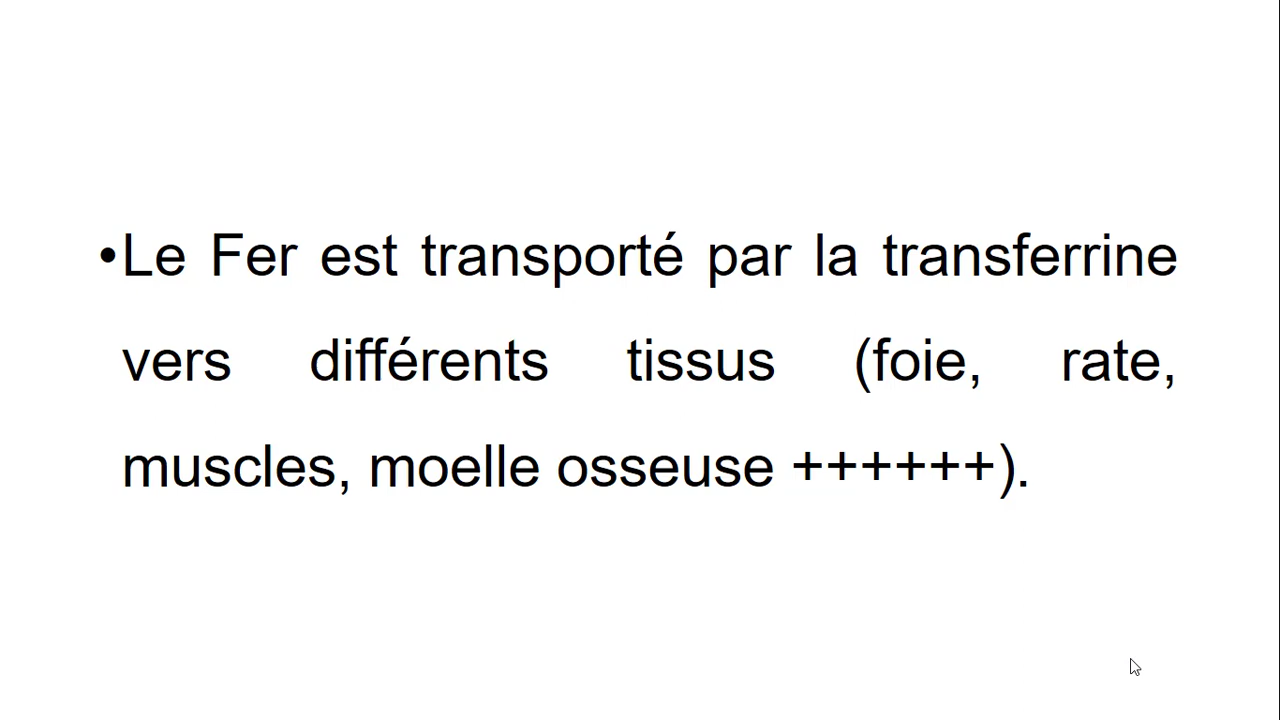 •Le Fer est transporté par la transferrine
vers différents tissus (foie, rate,
muscles, moelle osseuse ++++++).